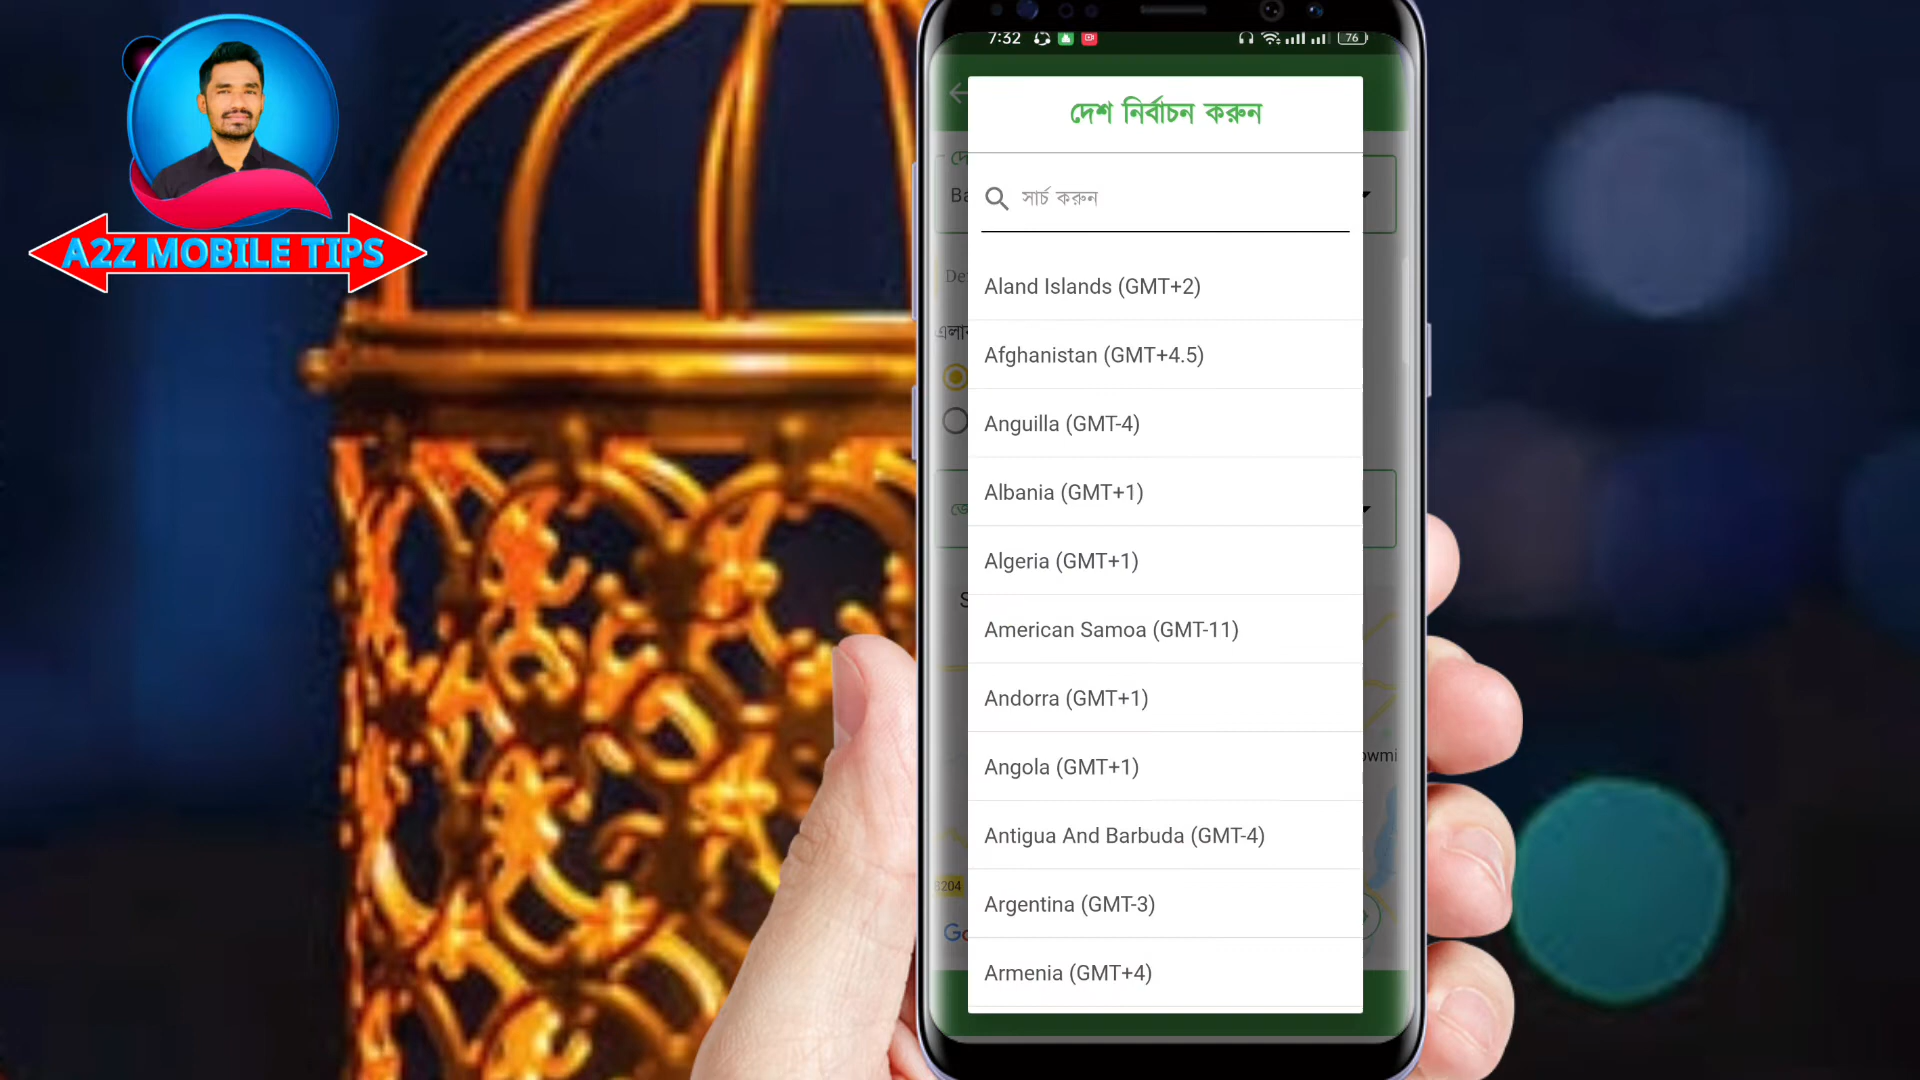 A2Z MOBILE TIPS
7:32
76
দেশ নির্বাচন করুন
সার্চ করুন
Aland Islands (GMT+2)
Afghanistan (GMT+4.5)
Anguilla (GMT-4)
Albania (GMT+1)
Algeria (GMT+1)
American Samoa (GMT-11)
Andorra (GMT+1)
Angola (GMT+1)
Antigua And Barbuda (GMT-4)
Argentina (GMT-3)
Armenia (GMT+4)